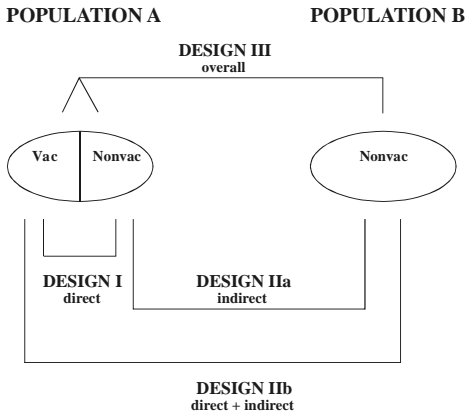 POPULATION A
POPULATION B
DESIGN III
overall
Vac
Nonvac
Nonvac
DESIGN I
direct
DESIGN IIa
indirect
DESIGN IIb
direct + indirect